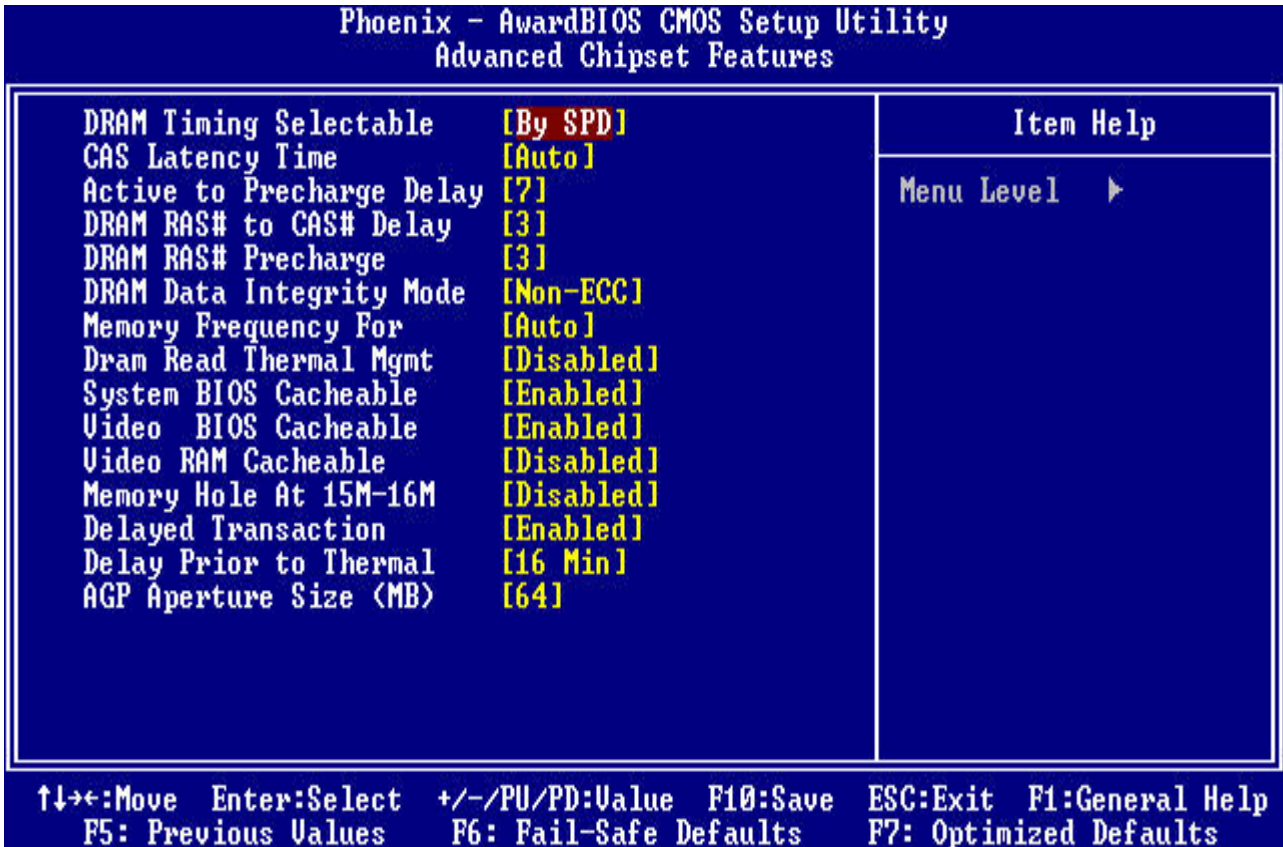 Phoenix - AwardBIOS CMOS Setup Utility
Advanced Chipset Features
DRAM Timing Selectable [By SPD]
CAS Latency Time [Auto]
Active to Precharge Delay [7]
DRAM RAS# to CAS# Delay [3]
DRAM RAS# Precharge [3]
DRAM Data Integrity Mode [Non-ECC]
Memory Frequency For [Auto]
Dram Read Thermal Mgmt [Disabled]
System BIOS Cacheable [Enabled]
Video BIOS Cacheable [Enabled]
Video RAM Cacheable [Disabled]
Memory Hole At 15M-16M [Disabled]
Delayed Transaction [Enabled]
Delay Prior to Thermal [16 Min]
AGP Aperture Size (MB) [64]
Item Help
Menu Level ▶
↑↓→←:Move Enter:Select +/-/PU/PD:Value F10:Save ESC:Exit F1:General Help
F5: Previous Values F6: Fail-Safe Defaults F7: Optimized Defaults